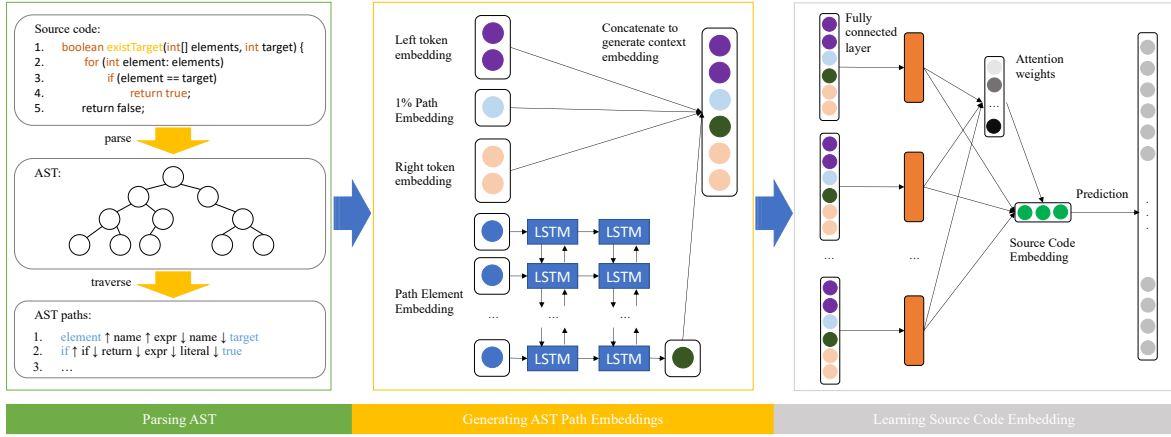 Source code:
1. boolean existTarget(int[] elements, int target) {
2. for (int element: elements)
3. if (element == target)
4. return true;
5. return false;
parse
AST:
traverse
AST paths:
1. element ↑ name ↑ expr ↓ name ↓ target
2. if ↑ if ↓ return ↓ expr ↓ literal ↓ true
3. …
Parsing AST
Left token
embedding
1% Path
Embedding
Right token
embedding
Path Element
Embedding
Concatenate to
generate context
embedding
LSTM LSTM
LSTM LSTM
... ... ...
LSTM LSTM
Generating AST Path Embeddings
Fully
connected
layer
Attention
weights
...
Prediction
Source Code
Embedding
... ...
.
.
.
.
Learning Source Code Embedding